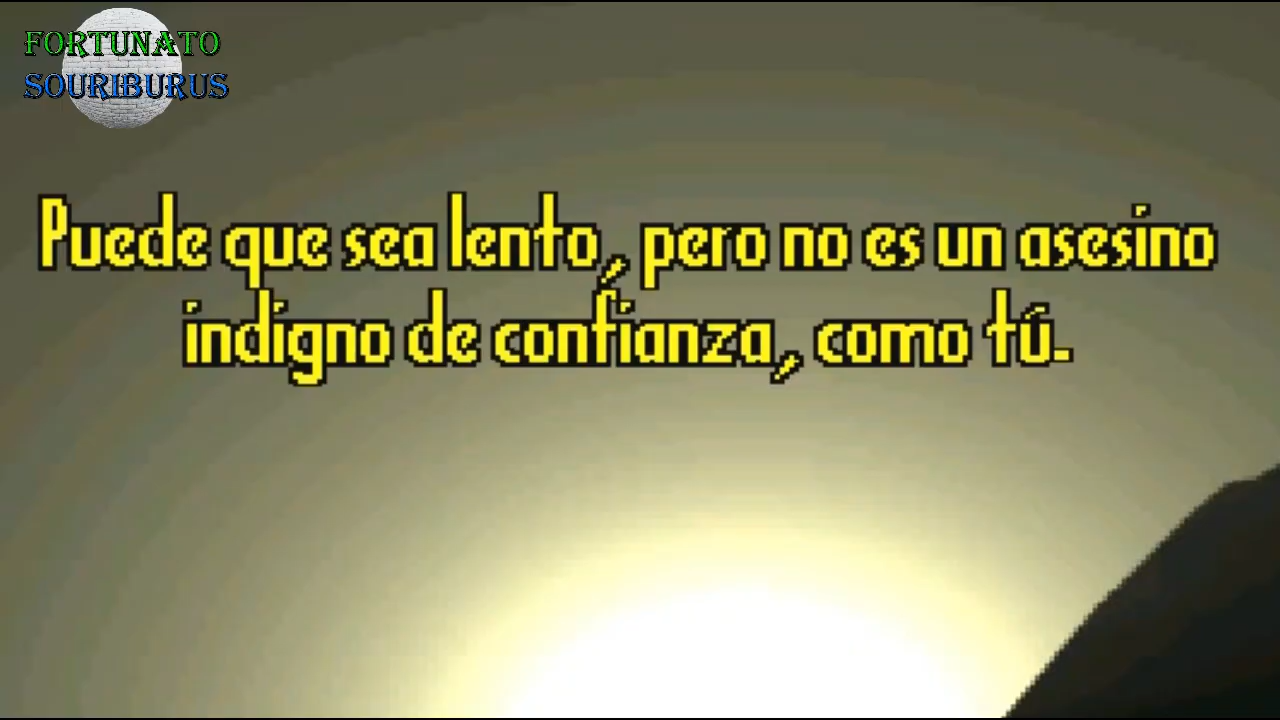 FORTUNATO
SOURIBURUS
Puede que sea lento, pero no es un asesino
indigno de confianza, como tú.